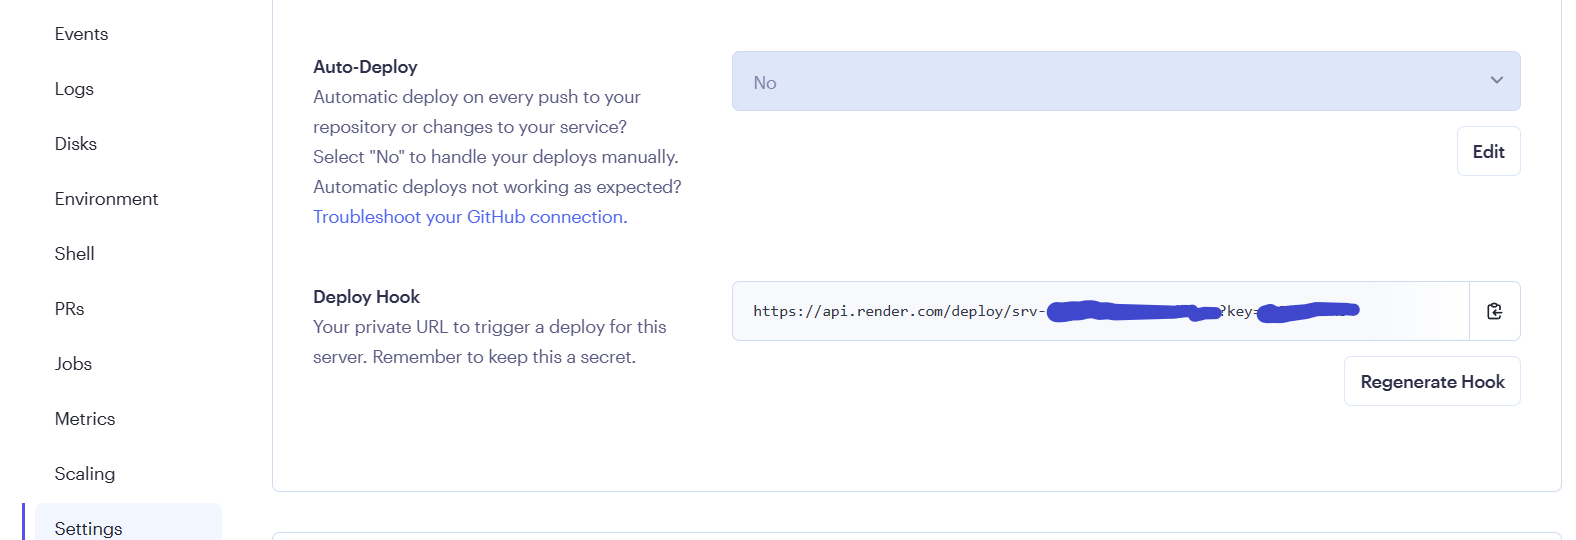 Events
Logs
Disks
Environment
Shell
PRs
Jobs
Metrics
Scaling
Settings
Auto-Deploy
Automatic deploy on every push to your
repository or changes to your service?
Select "No" to handle your deploys manually.
Automatic deploys not working as expected?
Troubleshoot your GitHub connection.
No
Edit
Deploy Hook
Your private URL to trigger a deploy for this
server. Remember to keep this a secret.
https://api.render.com/deploy/srv- ?key=
Regenerate Hook